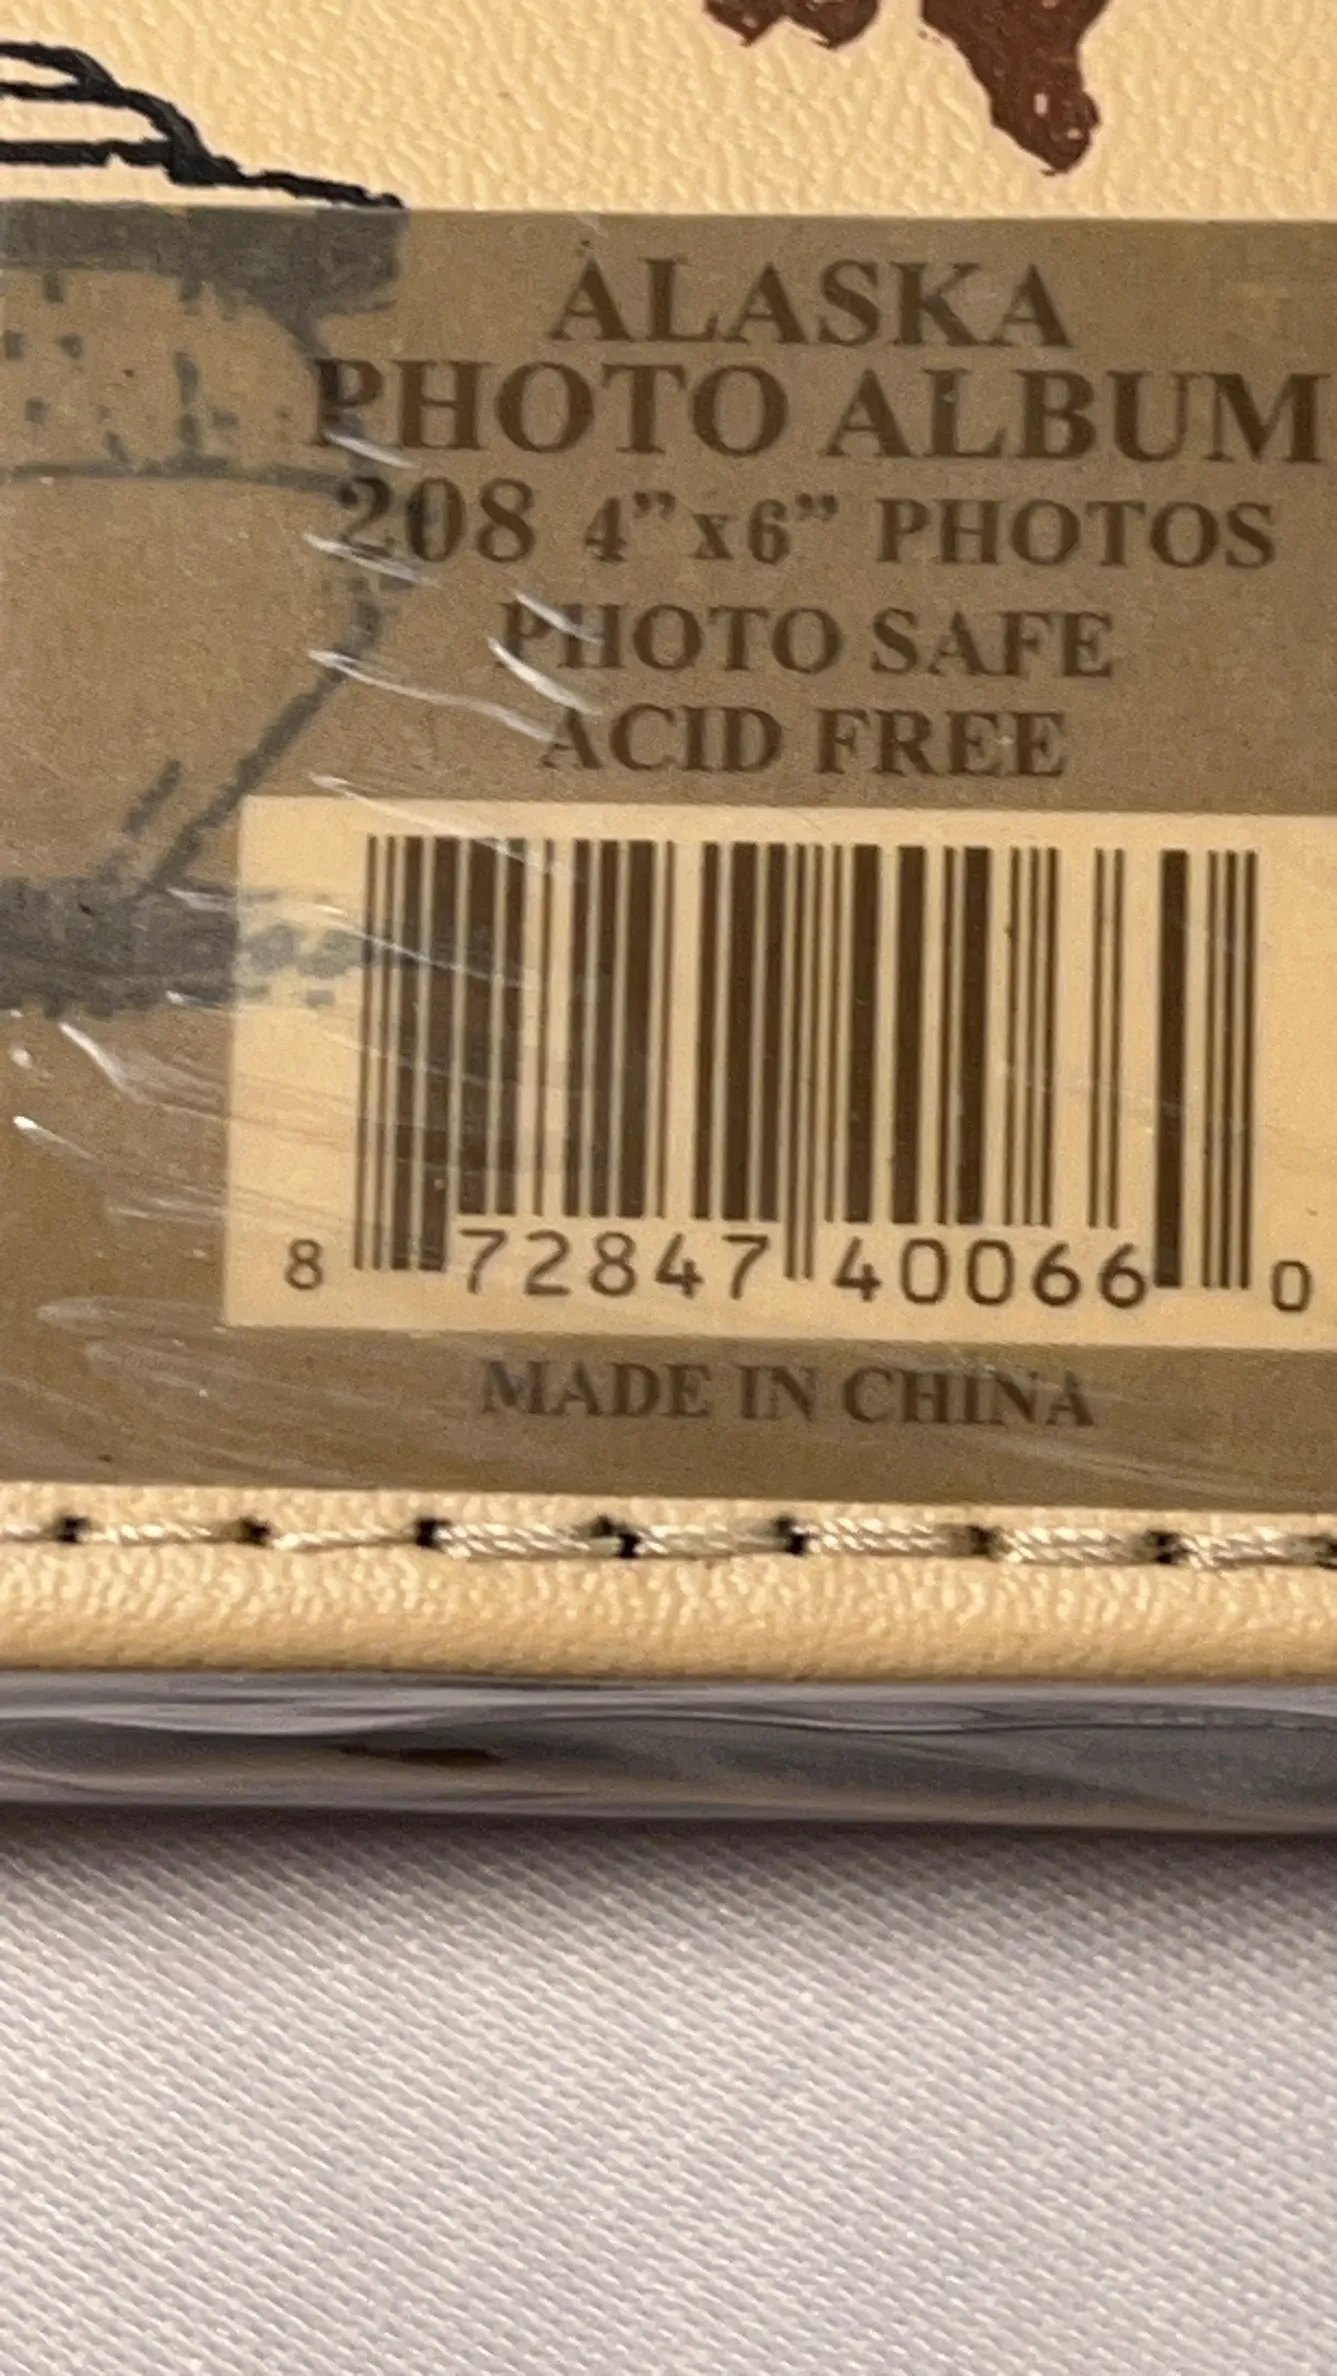 ALASKA
PHOTO ALBUM
208 4”x6” PHOTOS
PHOTO SAFE
ACID FREE
8 72847 40066 0
MADE IN CHINA